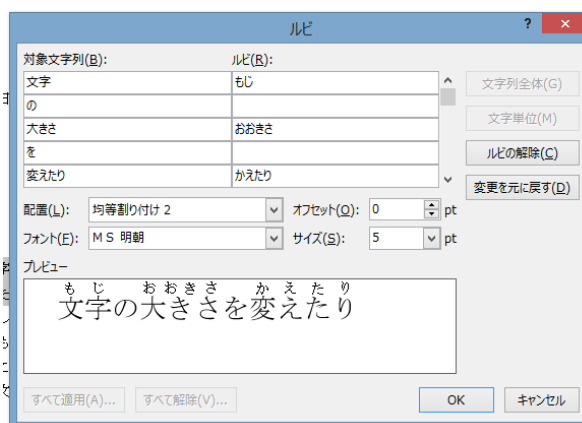 ルビ
? ×
対象文字列(B): ルビ(R):
文字 もじ 文字列全体(G)
の 文字単位(M)
大きさ おおきさ
を ルビの解除(C)
変えたり かえたり 変更を元に戻す(D)
配置(L): 均等割り付け 2 オフセット(O): 0 pt
フォント(F): ＭＳ 明朝 サイズ(S): 5 pt
プレビュー
もじ おおきさ かえたり
文字の大きさを変えたり
すべて適用(A)... すべて解除(V)... OK キャンセル